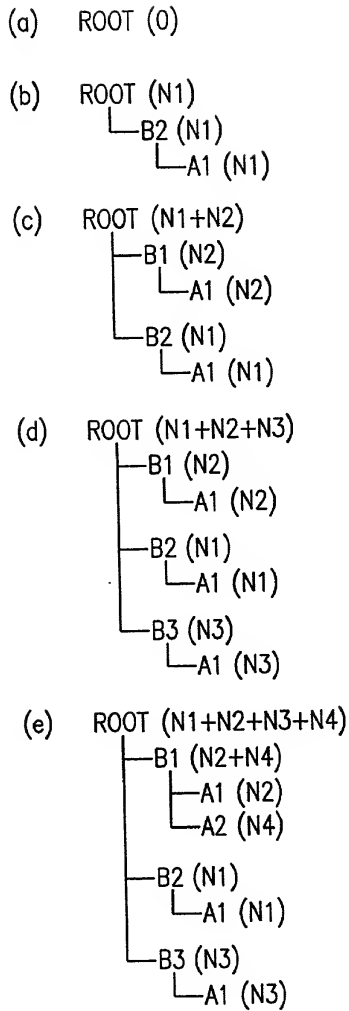 (a) ROOT (0)
(b) ROOT (N1)
B2 (N1)
A1 (N1)
(c) ROOT (N1+N2)
B1 (N2)
A1 (N2)
B2 (N1)
A1 (N1)
(d) ROOT (N1+N2+N3)
B1 (N2)
A1 (N2)
B2 (N1)
A1 (N1)
B3 (N3)
A1 (N3)
(e) ROOT (N1+N2+N3+N4)
B1 (N2+N4)
A1 (N2)
A2 (N4)
B2 (N1)
A1 (N1)
B3 (N3)
A1 (N3)